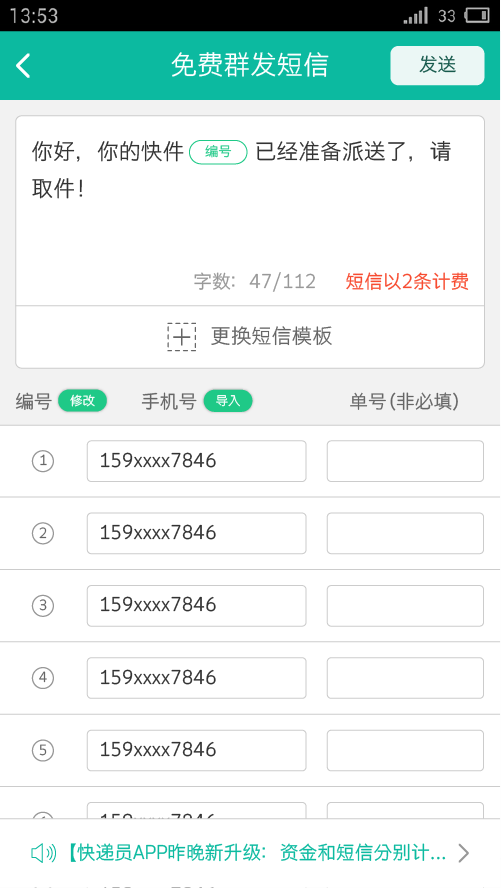 13:53 33
免费群发短信 发送
你好，你的快件 编号 已经准备派送了，请
取件！
字数：47/112 短信以2条计费
更换短信模板
编号 修改 手机号 导入 单号(非必填)
1 159xxxx7846
2 159xxxx7846
3 159xxxx7846
4 159xxxx7846
5 159xxxx7846
【快递员APP昨晚新升级：资金和短信分别计...